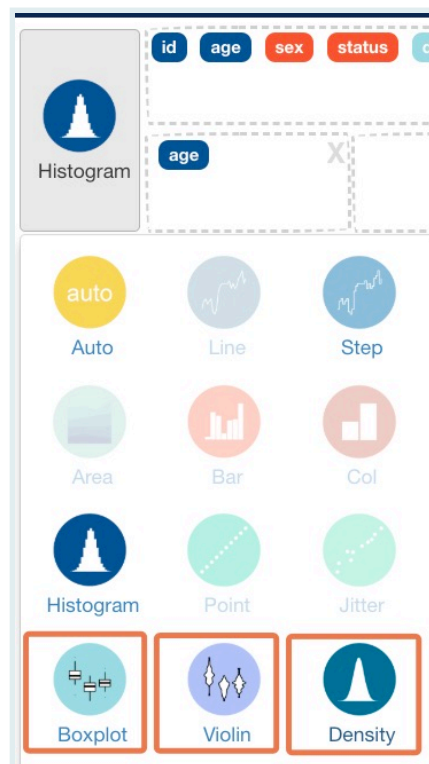 id age sex status
Histogram
age X
auto
Auto Line Step
Area Bar Col
Histogram Point Jitter
Boxplot Violin Density